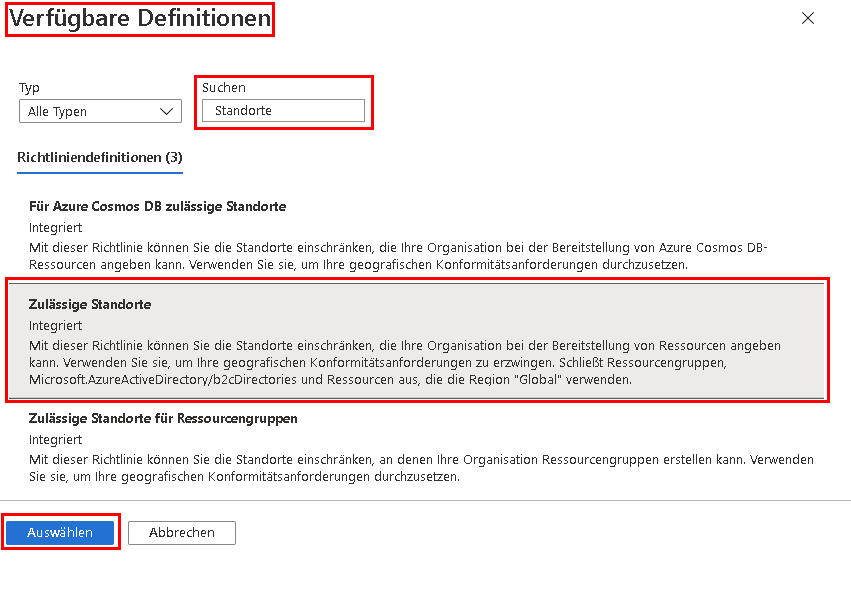 Verfügbare Definitionen
Typ
Suchen
Alle Typen
Standorte
Richtliniendefinitionen (3)
Für Azure Cosmos DB zulässige Standorte
Integriert
Mit dieser Richtlinie können Sie die Standorte einschränken, die Ihre Organisation bei der Bereitstellung von Azure Cosmos DB-
Ressourcen angeben kann. Verwenden Sie sie, um Ihre geografischen Konformitätsanforderungen durchzusetzen.
Zulässige Standorte
Integriert
Mit dieser Richtlinie können Sie die Standorte einschränken, die Ihre Organisation bei der Bereitstellung von Ressourcen angeben
kann. Verwenden Sie sie, um Ihre geografischen Konformitätsanforderungen zu erzwingen. Schließt Ressourcengruppen,
Microsoft.AzureActiveDirectory/b2cDirectories und Ressourcen aus, die die Region "Global" verwenden.
Zulässige Standorte für Ressourcengruppen
Integriert
Mit dieser Richtlinie können Sie die Standorte einschränken, an denen Ihre Organisation Ressourcengruppen erstellen kann. Verwenden
Sie sie, um Ihre geografischen Konformitätsanforderungen durchzusetzen.
Auswählen
Abbrechen